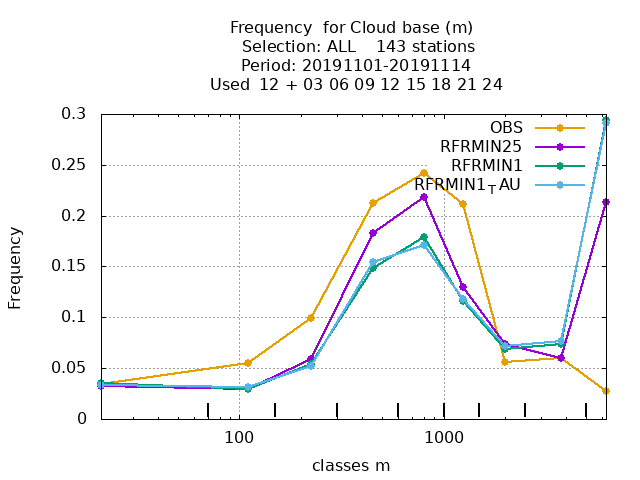 Frequency  for Cloud base (m)
Selection: ALL    143 stations
Period: 20191101-20191114
Used  12 + 03 06 09 12 15 18 21 24
0.3
0.25
0.2
0.15
0.1
0.05
0
Frequency
OBS
RFRMIN25
RFRMIN1
RFRMIN1_TAU
100
1000
classes m